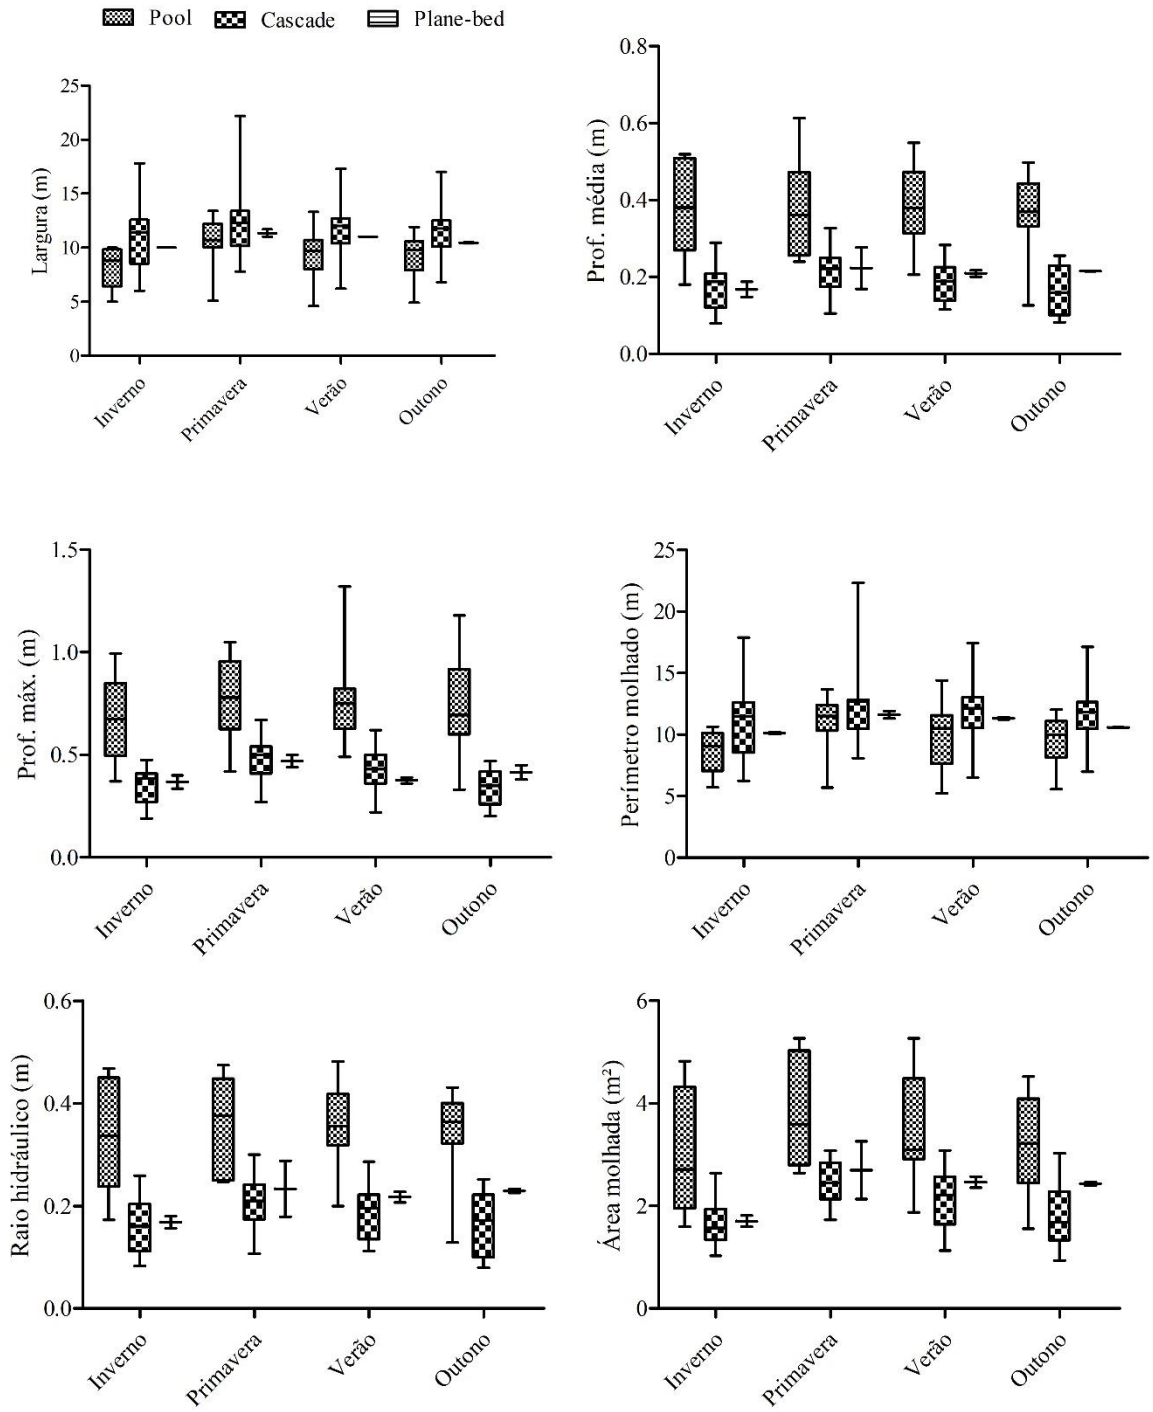 Pool Cascade Plane-bed
Largura (m)
25
20
15
10
5
0
Inverno
Primavera
Verão
Outono
Prof. média (m)
0.8
0.6
0.4
0.2
0.0
Inverno
Primavera
Verão
Outono
Prof. máx. (m)
1.5
1.0
0.5
0.0
Inverno
Primavera
Verão
Outono
Perímetro molhado (m)
25
20
15
10
5
0
Inverno
Primavera
Verão
Outono
Raio hidráulico (m)
0.6
0.4
0.2
0.0
Inverno
Primavera
Verão
Outono
Área molhada (m²)
6
4
2
0
Inverno
Primavera
Verão
Outono